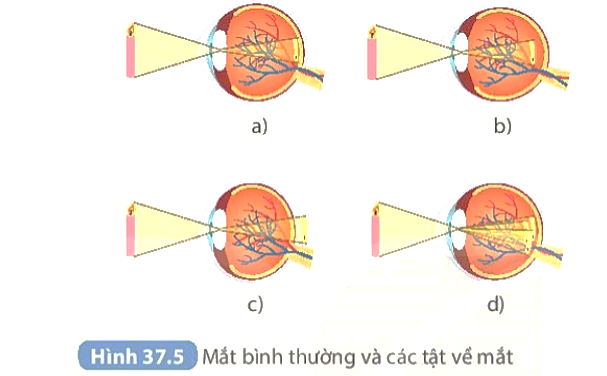 a)
b)
c)
d)
Hình 37.5 Mắt bình thường và các tật về mắt